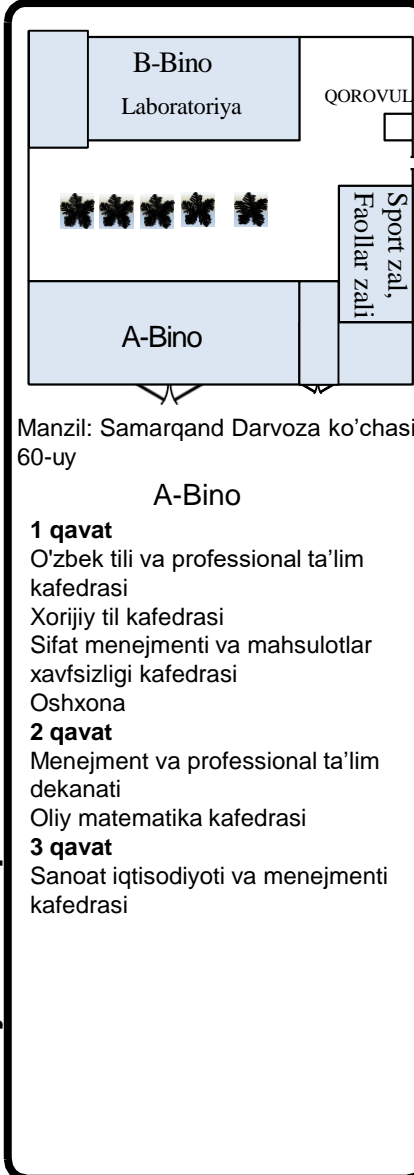 B-Bino
Laboratoriya
QOROVUL
Sport zal,
Faollar zali
A-Bino
Manzil: Samarqand Darvoza ko’chasi
60-uy
A-Bino
1 qavat
O'zbek tili va professional ta’lim
kafedrasi
Xorijiy til kafedrasi
Sifat menejmenti va mahsulotlar
xavfsizligi kafedrasi
Oshxona
2 qavat
Menejment va professional ta’lim
dekanati
Oliy matematika kafedrasi
3 qavat
Sanoat iqtisodiyoti va menejmenti
kafedrasi